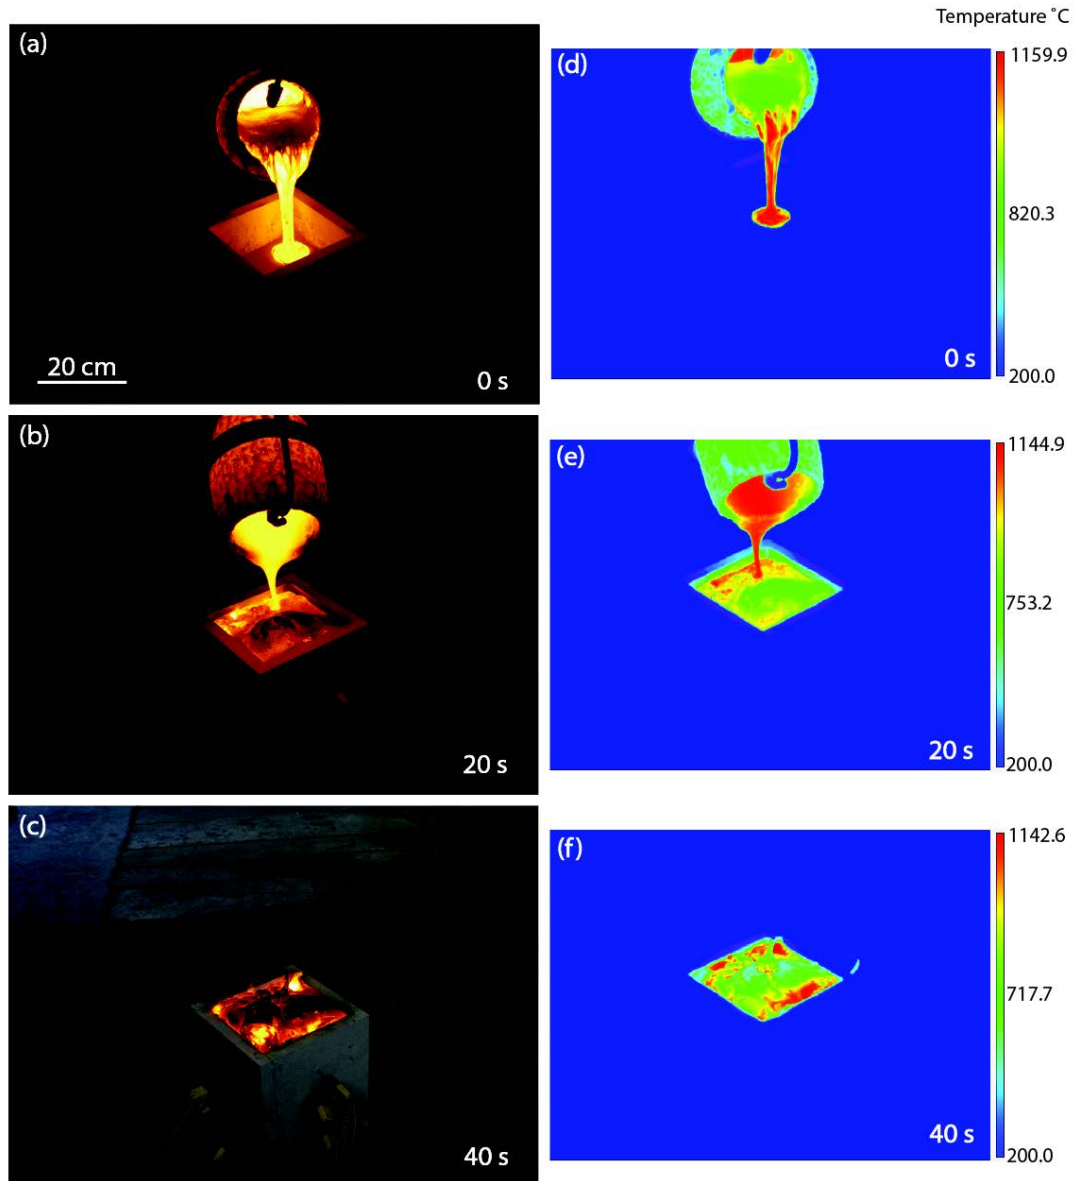 Temperature ˚C
(a)
20 cm
0 s
(d)
0 s
1159.9
820.3
200.0
(b)
20 s
(e)
20 s
1144.9
753.2
200.0
(c)
40 s
(f)
40 s
1142.6
717.7
200.0